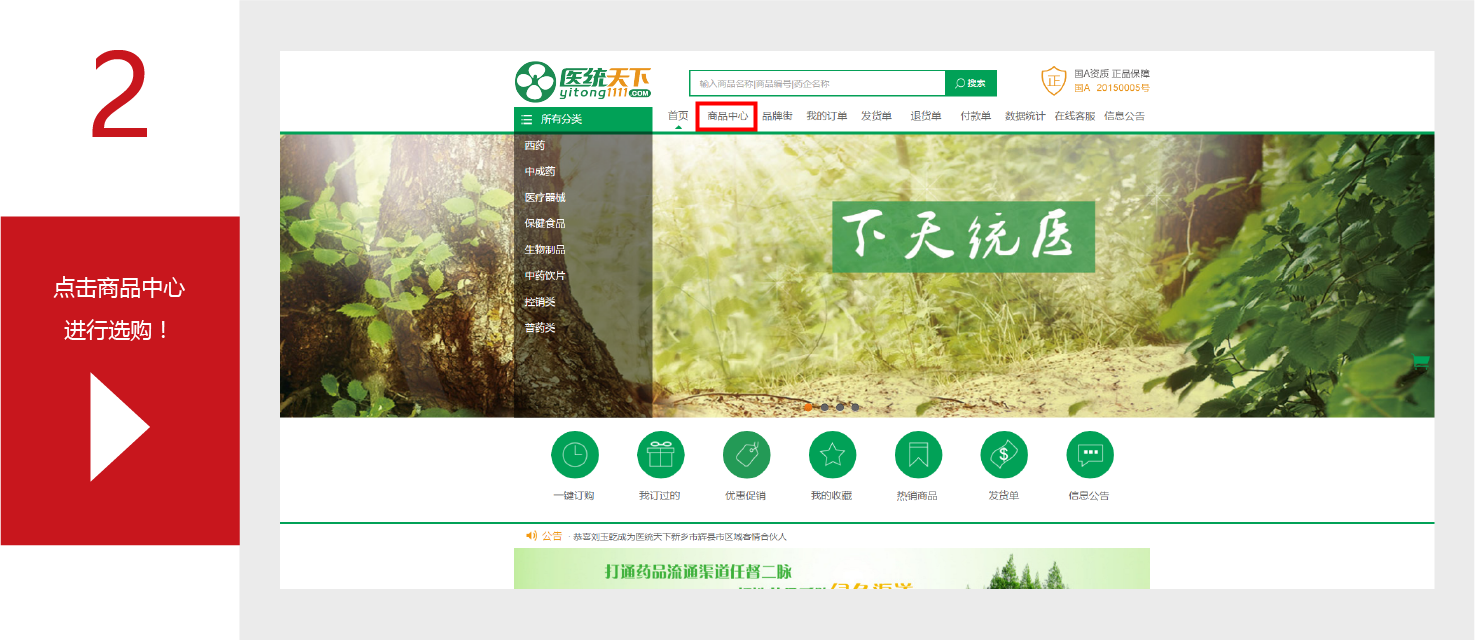 2
点击商品中心
进行选购！
医统天下
yitong1111.COM
输入商品名称|商品编号|药企名称
搜索
正
国A资质 正品保障
国A 20150005号
所有分类
首页 商品中心 品牌街 我的订单 发货单 退货单 付款单 数据统计 在线客服 信息公告
西药
中成药
医疗器械
保健食品
生物制品
中药饮片
控销类
普药类
下天统医
一键订购 我订过的 优惠促销 我的收藏 热销商品 发货单 信息公告
公告 · 恭喜刘玉乾成为医统天下新乡市辉县市区域客情合伙人
打通药品流通渠道任督二脉